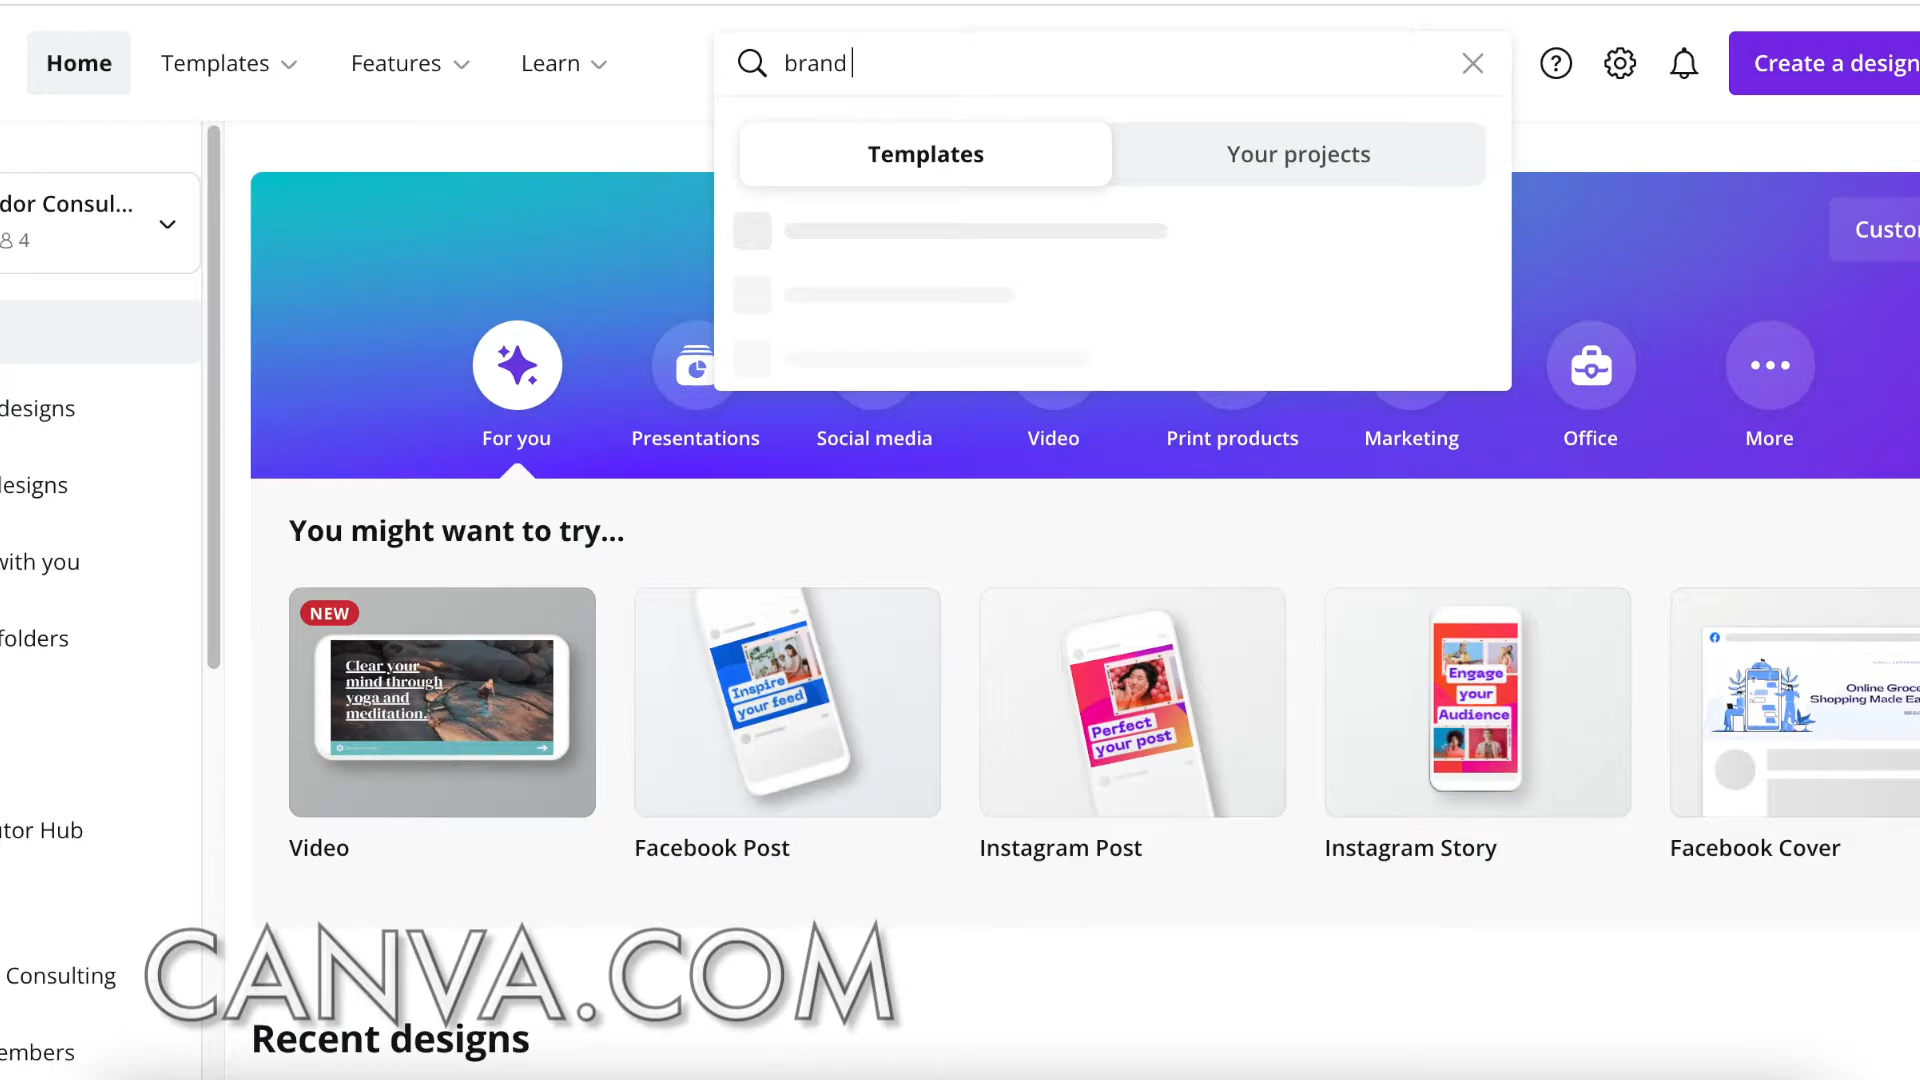 Home
Templates
Features
Learn
brand
Create a design
Templates
Your projects
dor Consul...
4
Custo
For you
Presentations
Social media
Video
Print products
Marketing
Office
More
designs
esigns
with you
folders
utor Hub
Consulting
embers
You might want to try...
NEW
Clear your
mind through
yoga and
meditation.
Inspire
your feed
Perfect
your post
Engage
your
Audience
Online Groce
Shopping Made Ea
Video
Facebook Post
Instagram Post
Instagram Story
Facebook Cover
CANVA.COM
Recent designs